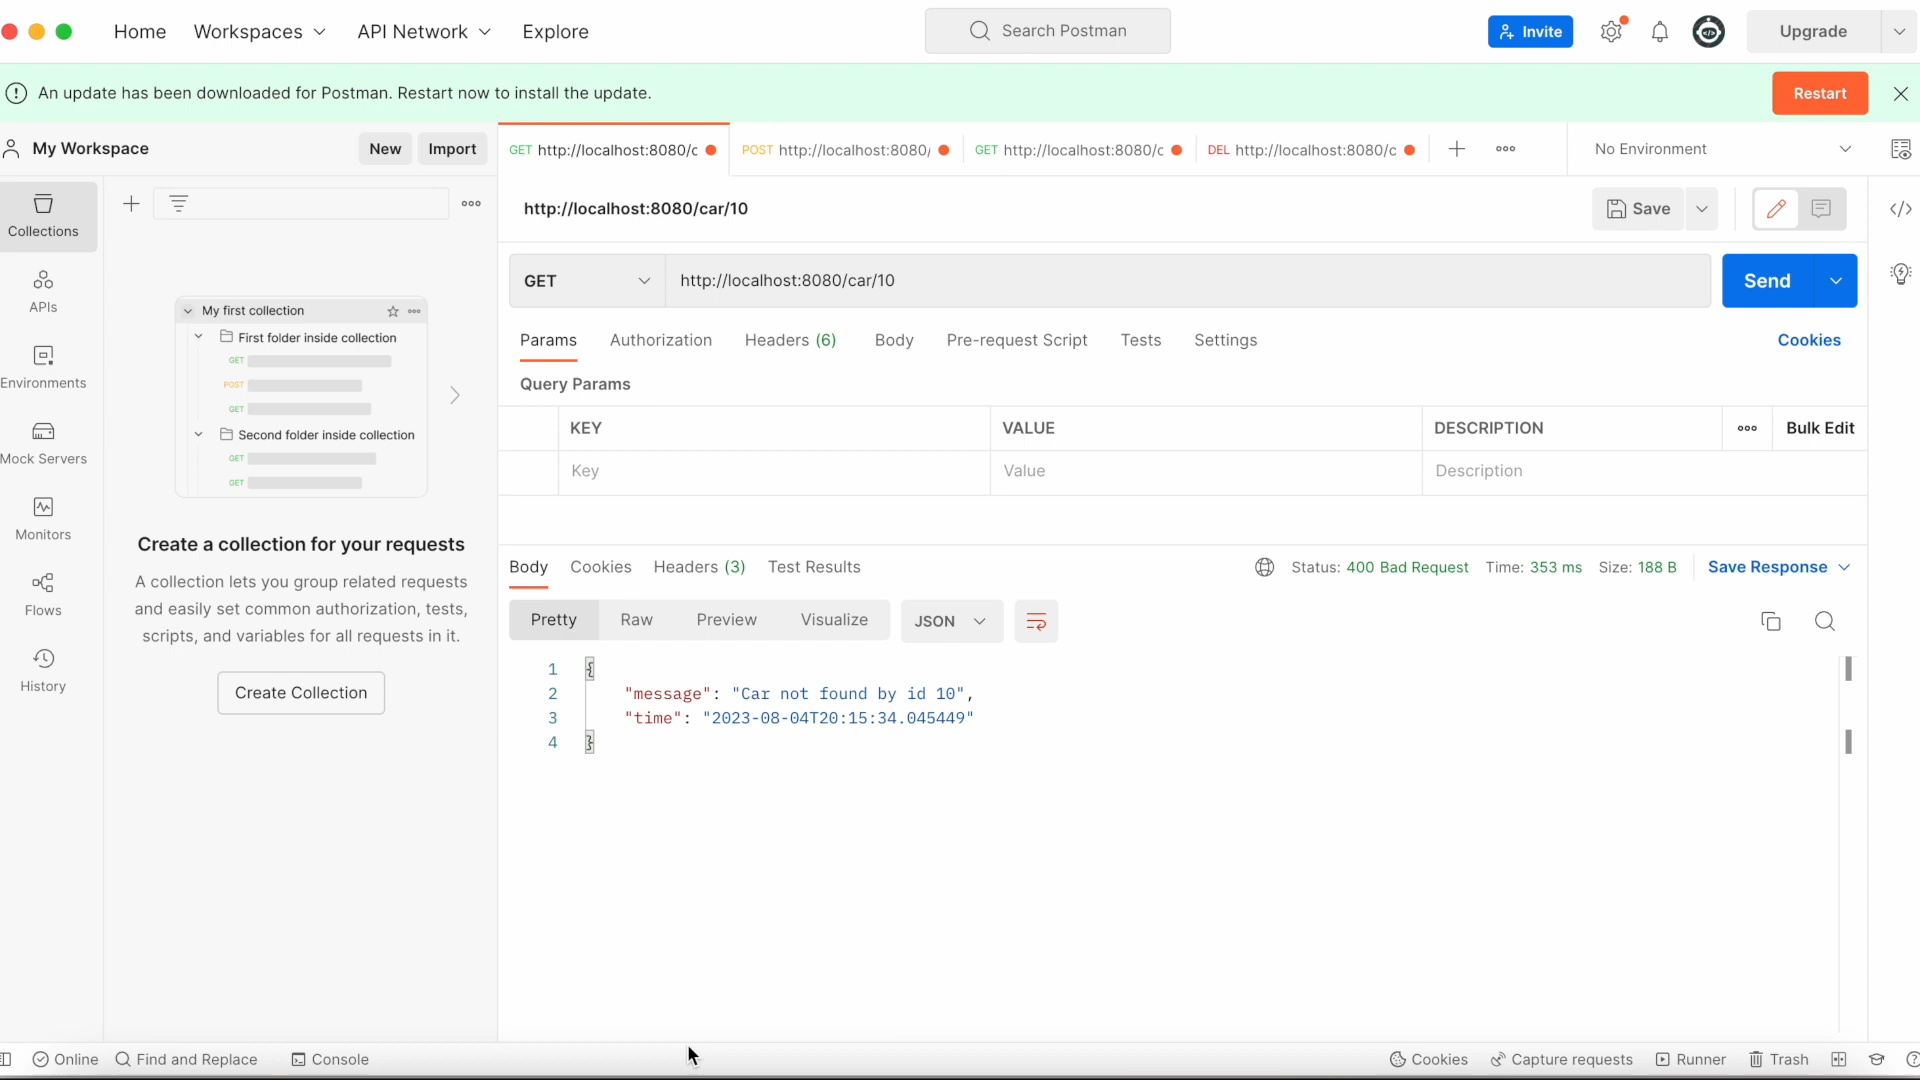 Home
Workspaces
API Network
Explore
Search Postman
Invite
Upgrade
An update has been downloaded for Postman. Restart now to install the update.
Restart
My Workspace
New
Import
GET http://localhost:8080/c
POST http://localhost:8080/
GET http://localhost:8080/c
DEL http://localhost:8080/c
No Environment
Collections
APIs
Environments
Mock Servers
Monitors
Flows
History
My first collection
First folder inside collection
GET
POST
GET
Second folder inside collection
GET
GET
Create a collection for your requests
A collection lets you group related requests
and easily set common authorization, tests,
scripts, and variables for all requests in it.
Create Collection
http://localhost:8080/car/10
Save
GET
http://localhost:8080/car/10
Send
Params
Authorization
Headers (6)
Body
Pre-request Script
Tests
Settings
Cookies
Query Params
KEY
VALUE
DESCRIPTION
Bulk Edit
Key
Value
Description
Body
Cookies
Headers (3)
Test Results
Status: 400 Bad Request
Time: 353 ms
Size: 188 B
Save Response
Pretty
Raw
Preview
Visualize
JSON
1 {
2 "message": "Car not found by id 10",
3 "time": "2023-08-04T20:15:34.045449"
4 }
Online
Find and Replace
Console
Cookies
Capture requests
Runner
Trash